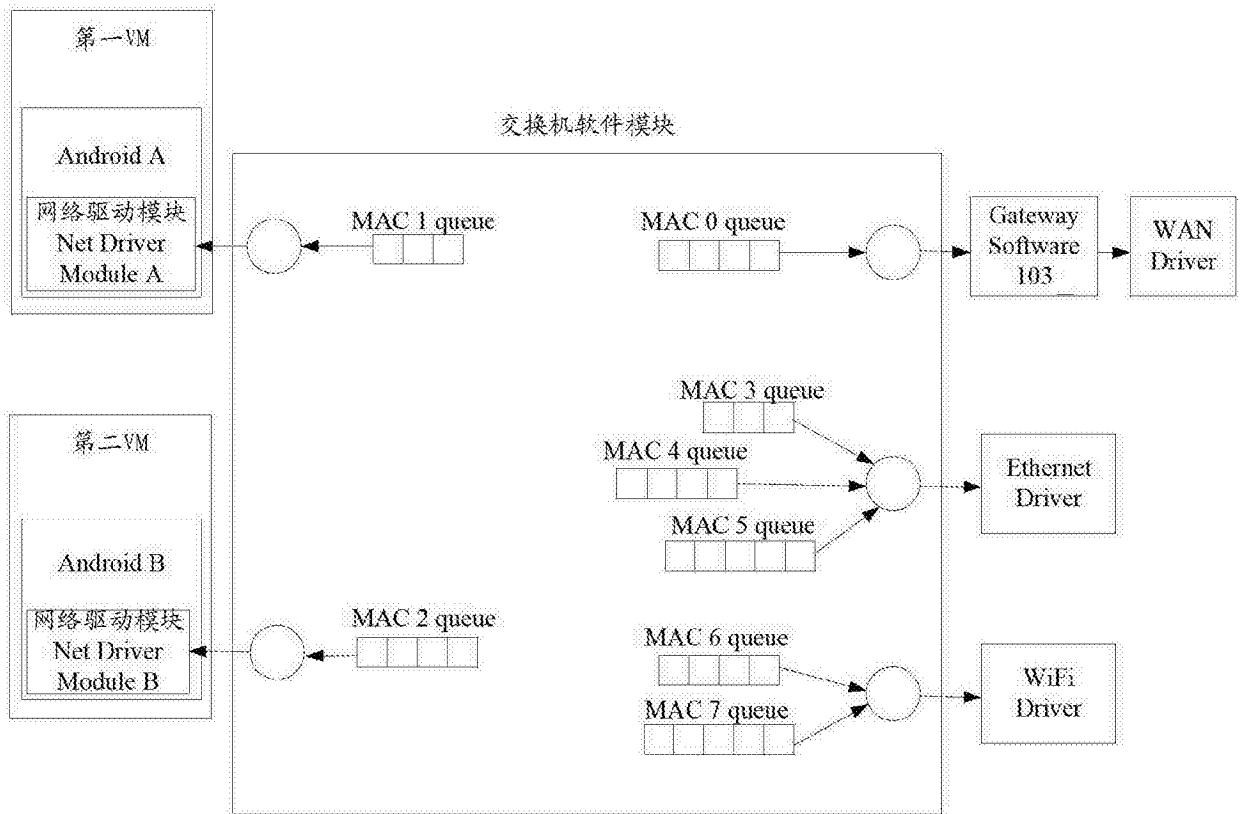 第一VM
Android A
网络驱动模块
Net Driver
Module A
交换机软件模块
MAC 1 queue
MAC 0 queue
Gateway
Software
103
WAN
Driver
第二VM
Android B
网络驱动模块
Net Driver
Module B
MAC 2 queue
MAC 3 queue
MAC 4 queue
MAC 5 queue
Ethernet
Driver
MAC 6 queue
MAC 7 queue
WiFi
Driver